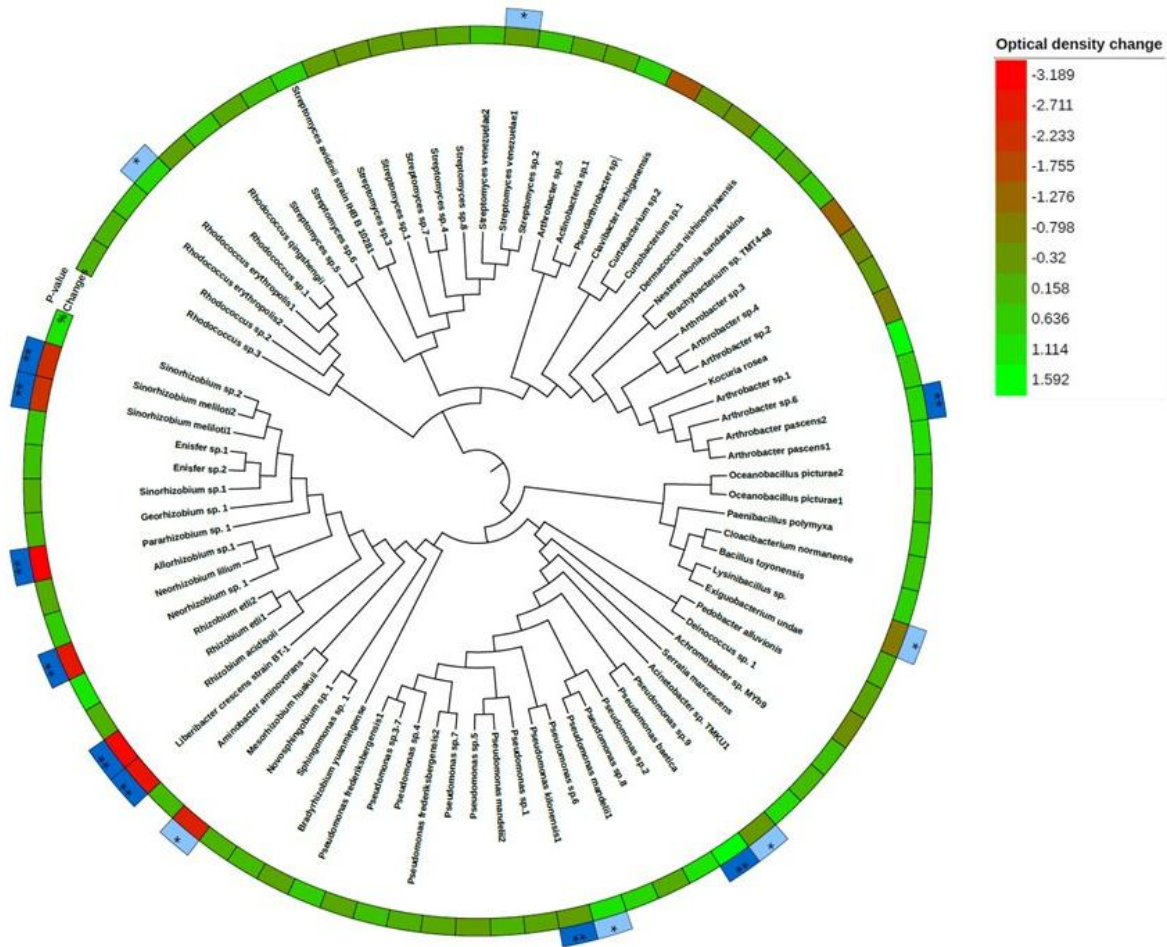 Optical density change
-3.189
-2.711
-2.233
-1.755
-1.276
-0.798
-0.32
0.158
0.636
1.114
1.592
P-value
% Change
Rhodococcus sp.3
Rhodococcus sp.2
Rhodococcus erythropolis2
Rhodococcus erythropolis1
Rhodococcus sp.1
Rhodococcus qingshengii
Streptomyces sp.5
Streptomyces sp.6
Streptomyces avidinii strain IHB B 10281
Streptomyces sp.3
Streptomyces sp.1
Streptomyces sp.7
Streptomyces sp.4
Streptomyces sp.8
Streptomyces venezuelae2
Streptomyces venezuelae1
Streptomyces sp.2
Arthrobacter sp.5
Actinobacteria sp.1
Pseudarthrobacter sp/
Clavibacter michiganensis
Curtobacterium sp.2
Curtobacterium sp.1
Dermacoccus nishinomiyaensis
Nesterenkonia sandarakina
Brachybacterium sp. TMT4-48
Arthrobacter sp.3
Arthrobacter sp.4
Arthrobacter sp.2
Kocuria rosea
Arthrobacter sp.1
Arthrobacter sp.6
Arthrobacter pascens2
Arthrobacter pascens1
Oceanobacillus picturae2
Oceanobacillus picturae1
Paenibacillus polymyxa
Cloacibacterium normanense
Bacillus toyonensis
Lysinibacillus sp.
Exiguobacterium undae
Pedobacter alluvionis
Deinococcus sp. 1
Achromobacter sp. MYb9
Serratia marcescens
Acinetobacter sp. TMKU1
Pseudomonas sp.9
Pseudomonas baetica
Pseudomonas sp.2
Pseudomonas sp.8
Pseudomonas mandelii1
Pseudomonas sp.6
Pseudomonas kilonensis1
Pseudomonas sp.1
Pseudomonas mandelii2
Pseudomonas sp.5
Pseudomonas sp.7
Pseudomonas frederiksbergensis2
Pseudomonas sp.4
Pseudomonas sp.3-7
Pseudomonas frederiksbergensis1
Bradyrhizobium yuanmingense
Sphingomonas sp. 1
Novosphingobium sp. 1
Mesorhizobium huakuii
Aminobacter aminovorans
Liberibacter crescens strain BT-1
Rhizobium acidisoli
Rhizobium etli1
Rhizobium etli2
Neorhizobium sp. 1
Neorhizobium lilium
Allorhizobium sp.1
Pararhizobium sp. 1
Georhizobium sp. 1
Sinorhizobium sp.1
Enisfer sp.2
Enisfer sp.1
Sinorhizobium meliloti1
Sinorhizobium meliloti2
Sinorhizobium sp.2
*
*
**
*
*
**
*
**
*
**
**
**
**
**
**